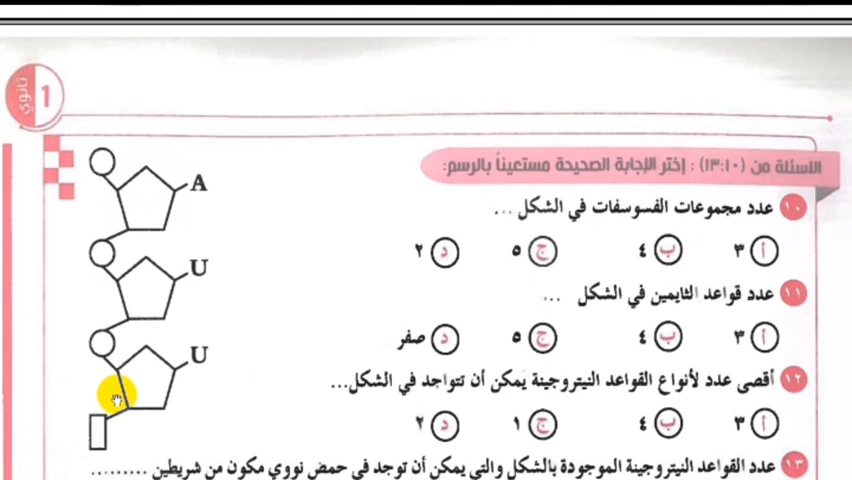 ثانوي 1
الاسئلة من (١٣:١٠) : إختر الإجابة الصحيحة مستعيناً بالرسم:
A
U
U
١٠ عدد مجموعات الفسوسفات في الشكل ...
أ ٣ ب ٤ ج ٥ د ٢
١١ عدد قواعد الثايمين في الشكل ...
أ ٣ ب ٤ ج ٥ د صفر
١٢ أقصى عدد لأنواع القواعد النيتروجينة يمكن أن تتواجد في الشكل...
أ ٣ ب ٤ ج ١ د ٢
١٣ عدد القواعد النيتروجينة الموجودة بالشكل والتي يمكن أن توجد في حمض نووي مكون من شريطين .........